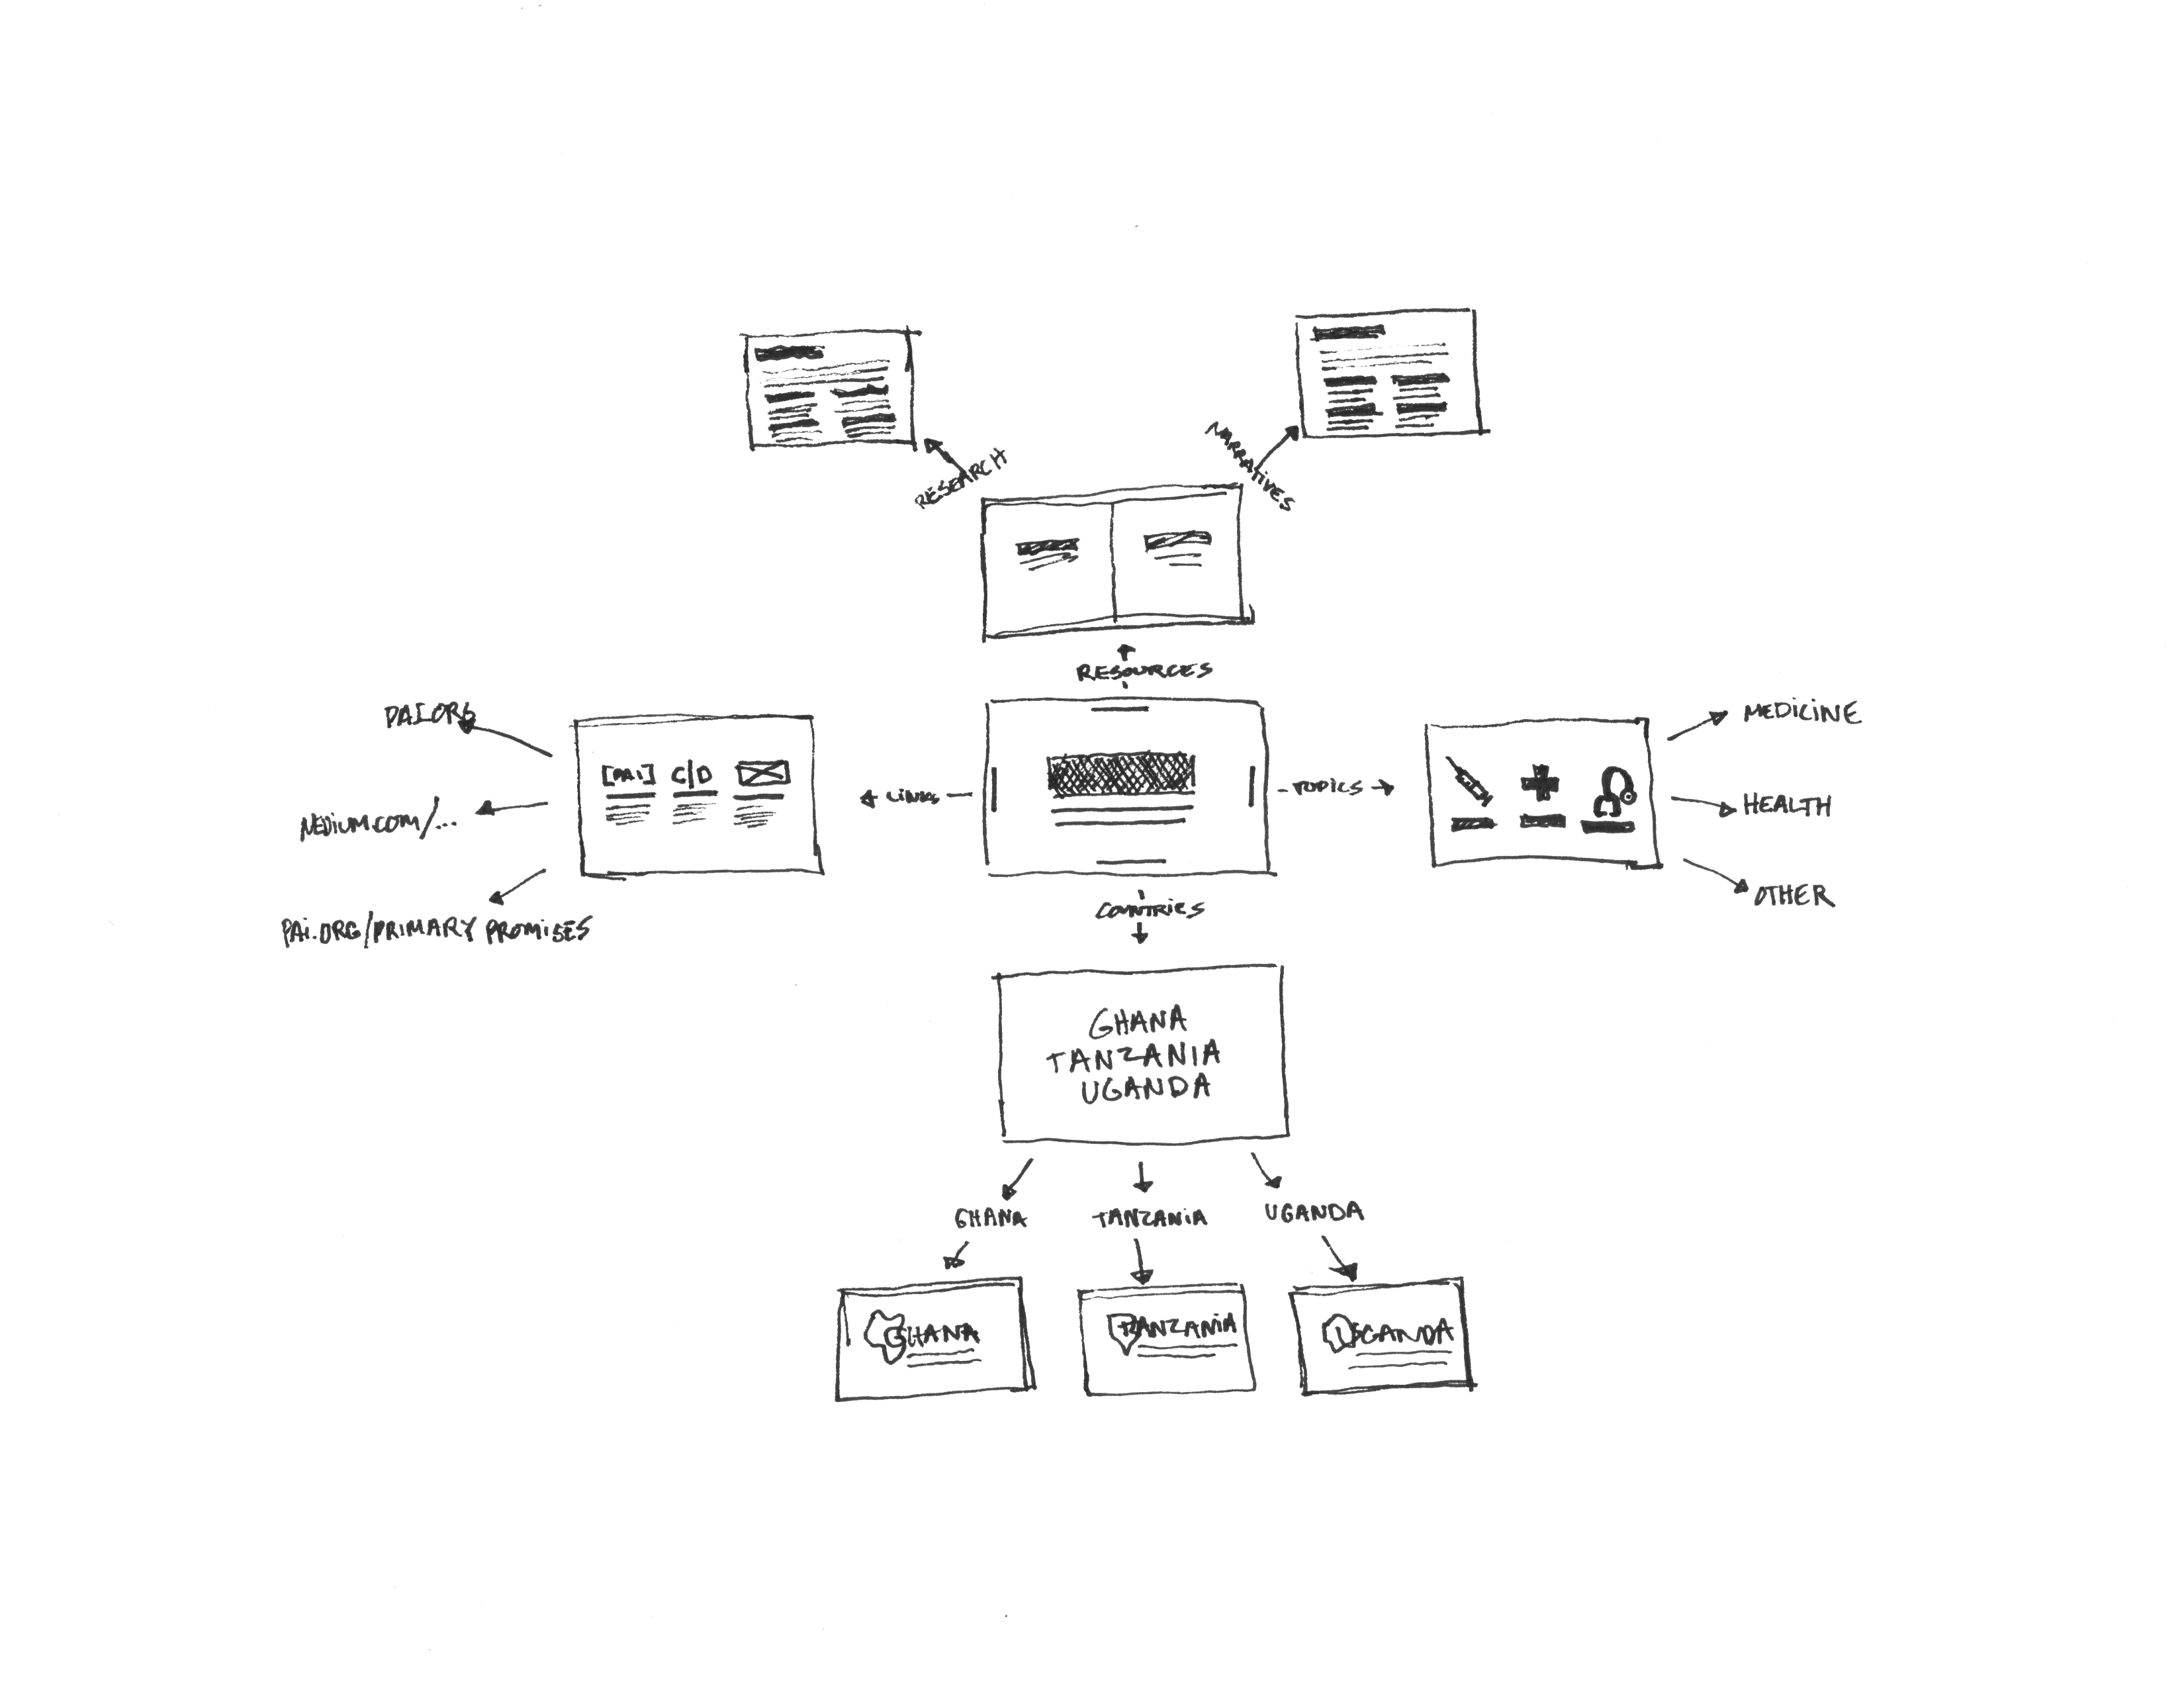 RESEARCH
NARRATIVES
RESOURCES
PAI.ORG
[PAI] C|D
MEDIUM.COM/...
PAI.ORG/PRIMARY PROMISES
LINKS
TOPICS
MEDICINE
HEALTH
OTHER
COUNTRIES
GHANA
TANZANIA
UGANDA
GHANA
TANZANIA
UGANDA
GHANA
TANZANIA
UGANDA